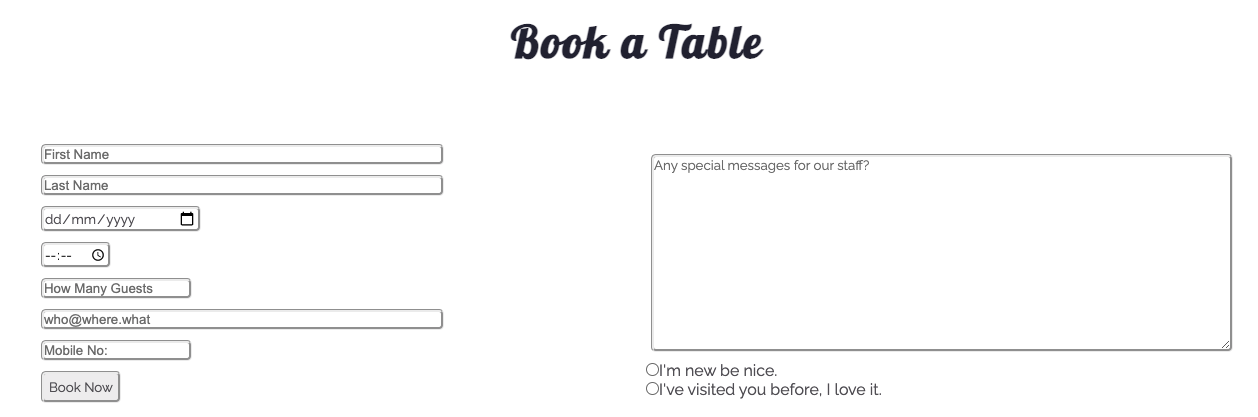 Book a Table
First Name
Last Name
dd/mm/yyyy
--:--
How Many Guests
who@where.what
Mobile No:
Book Now
Any special messages for our staff?
I'm new be nice.
I've visited you before, I love it.